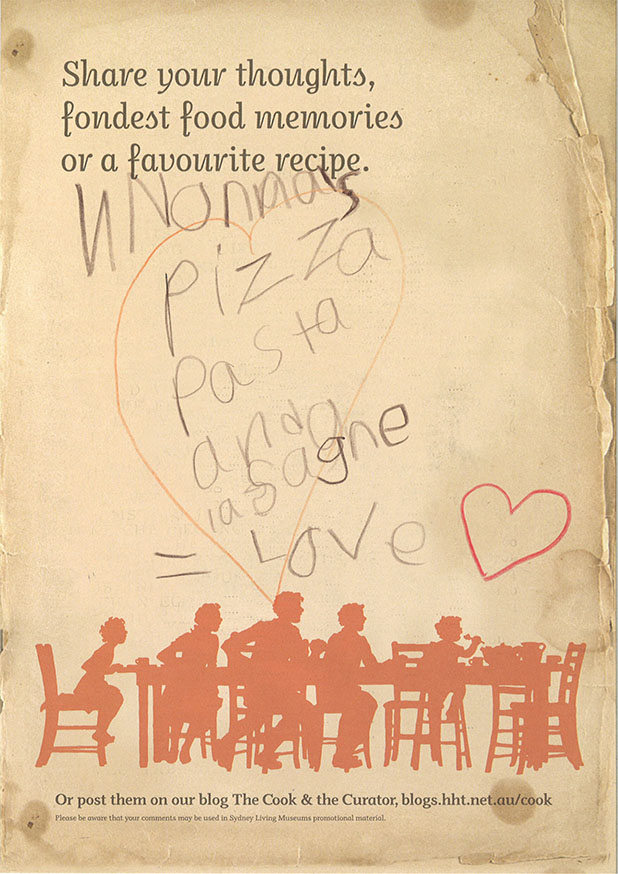 Share your thoughts,
fondest food memories
or a favourite recipe.
Nonna's
pizza
pasta
and
lasagne
= Love
Or post them on our blog The Cook & the Curator, blogs.hht.net.au/cook
Please be aware that your comments may be used in Sydney Living Museums promotional material.